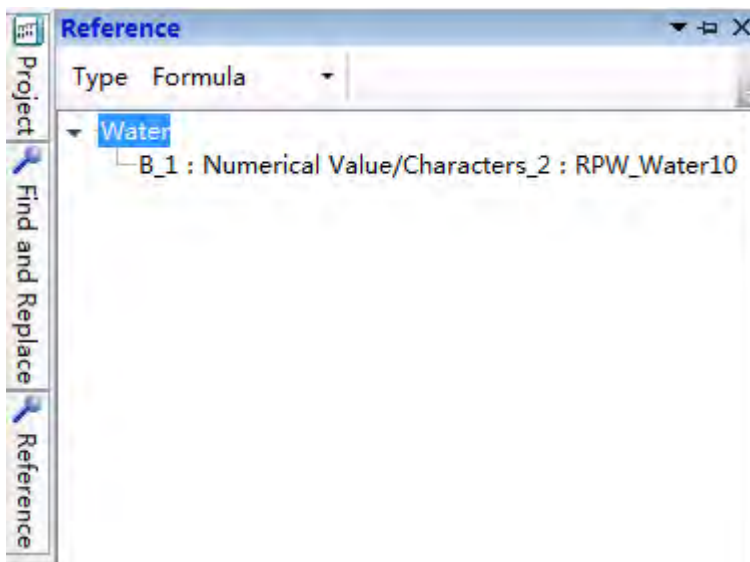 Project
Find and Replace
Reference
Reference
Type Formula
Water
B_1 : Numerical Value/Characters_2 : RPW_Water10